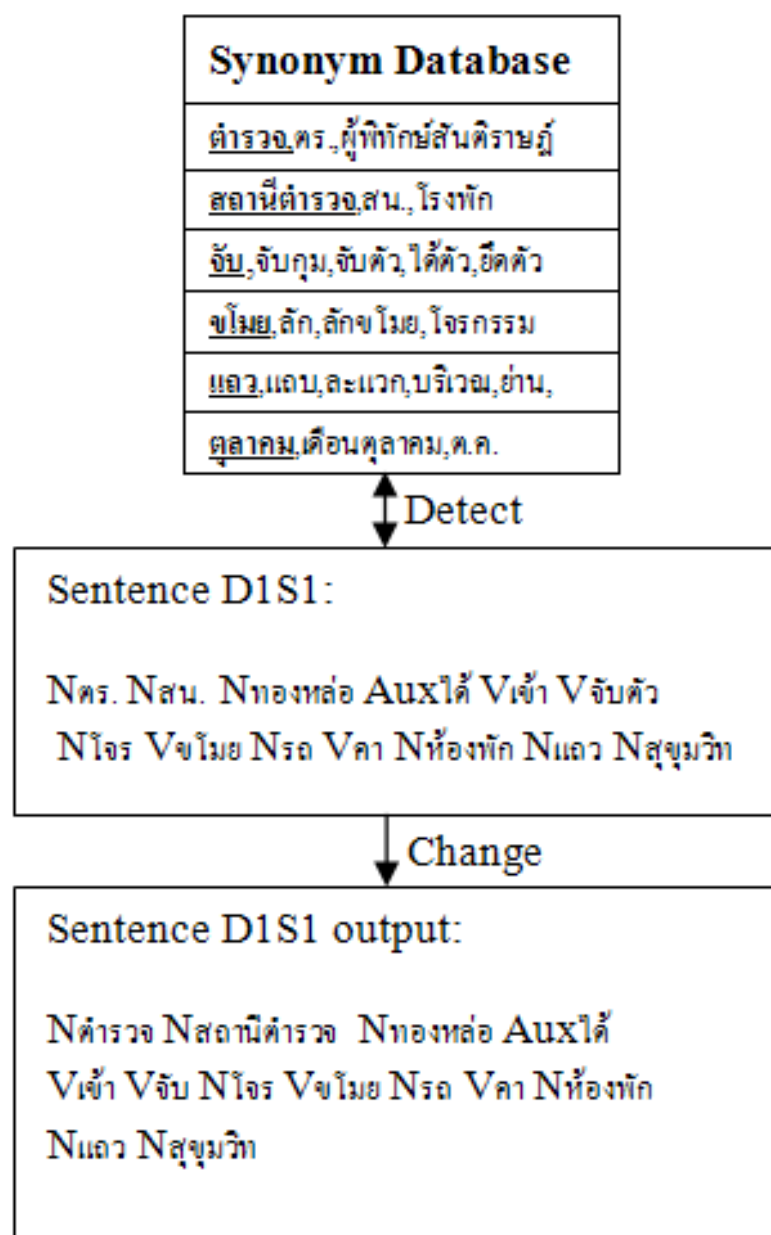 Synonym Database
ตำรวจ,ตร.,ผู้พิทักษ์สันติราษฎ์
สถานีตำรวจ,สน.,โรงพัก
จับ,จับกุม,จับตัว,ได้ตัว,ยึดตัว
ขโมย,ลัก,ลักขโมย,โจรกรรม
แถว,แถบ,ละแวก,บริเวณ,ย่าน,
ตุลาคม,เดือนตุลาคม,ต.ค.
Detect
Sentence D1S1:
Nตร. Nสน. Nทองหล่อ Auxได้ Vเข้า Vจับตัว
Nโจร Vขโมย Nรถ Vคา Nห้องพัก Nแถว Nสุขุมวิท
Change
Sentence D1S1 output:
Nตำรวจ Nสถานีตำรวจ Nทองหล่อ Auxได้
Vเข้า Vจับ Nโจร Vขโมย Nรถ Vคา Nห้องพัก
Nแถว Nสุขุมวิท